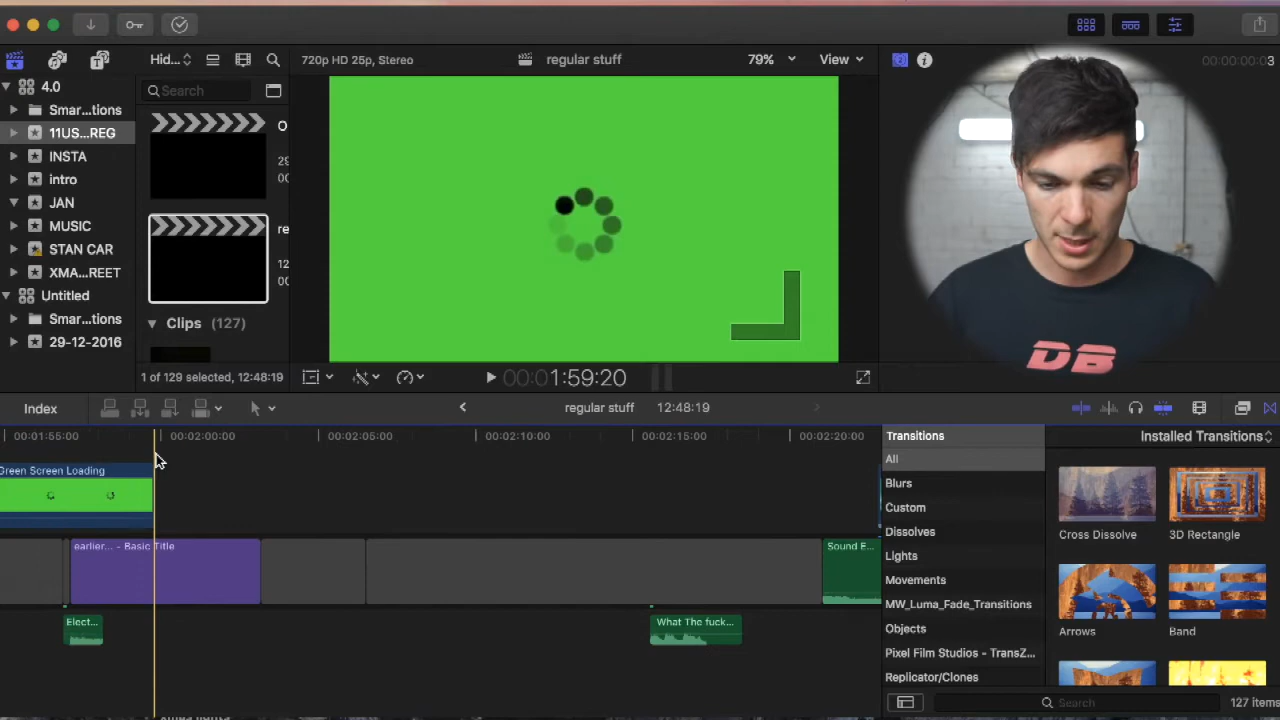 Hid...
720p HD 25p, Stereo
regular stuff
79%
View
00:00:00:03
4.0
Search
Smar...tions
O
11US...REG
29
INSTA
00
intro
JAN
MUSIC
re
STAN CAR
12
XMA...REET
00
Untitled
Smar...tions
Clips (127)
29-12-2016
DB
1 of 129 selected, 12:48:19
00:01:59:20
Index
regular stuff
12:48:19
00:01:55:00
00:02:00:00
00:02:05:00
00:02:10:00
00:02:15:00
00:02:20:00
Transitions
Installed Transitions
All
Green Screen Loading
Blurs
Custom
Dissolves
Cross Dissolve
3D Rectangle
earlier... - Basic Title
Sound E...
Lights
Movements
MW_Luma_Fade_Transitions
Elect...
What The fuck...
Objects
Arrows
Band
Pixel Film Studios - TransZ...
Replicator/Clones
Search
127 items